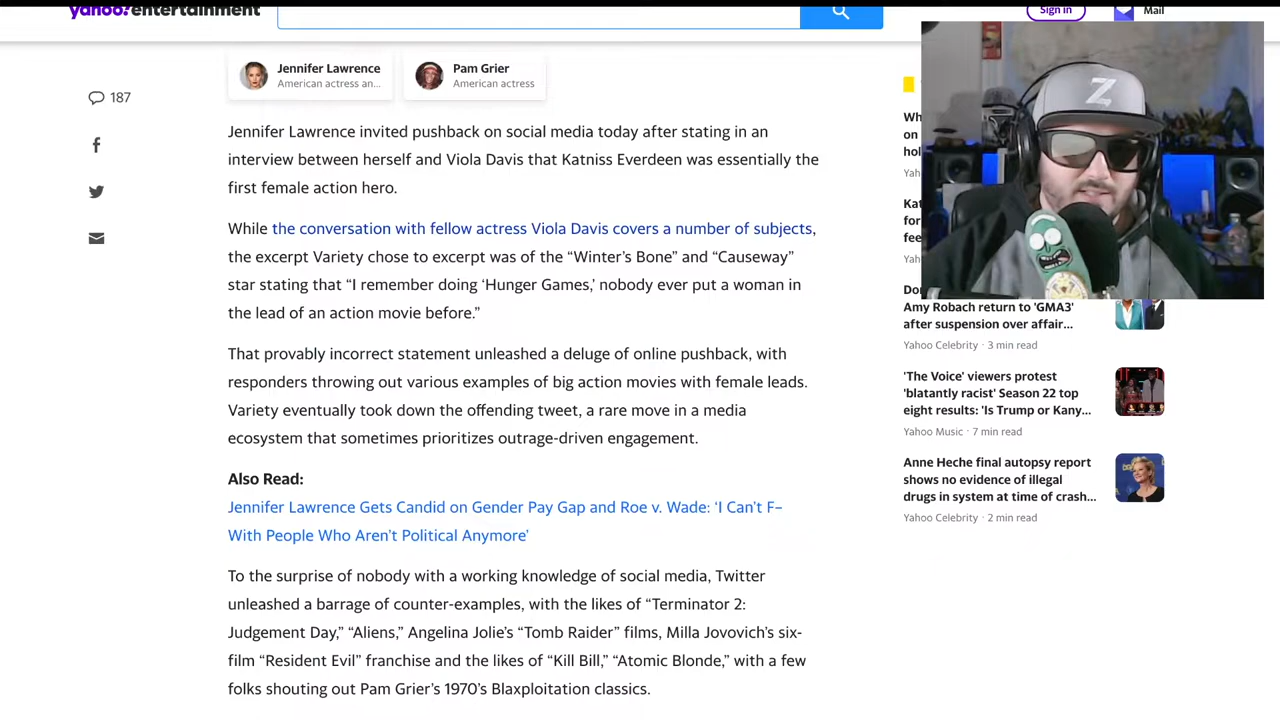 yahoo!entertainment
Sign in
Mail
Jennifer Lawrence
American actress an...
Pam Grier
American actress
187
Jennifer Lawrence invited pushback on social media today after stating in an
interview between herself and Viola Davis that Katniss Everdeen was essentially the
first female action hero.
While the conversation with fellow actress Viola Davis covers a number of subjects,
the excerpt Variety chose to excerpt was of the “Winter’s Bone” and “Causeway”
star stating that “I remember doing ‘Hunger Games,’ nobody ever put a woman in
the lead of an action movie before.”
That provably incorrect statement unleashed a deluge of online pushback, with
responders throwing out various examples of big action movies with female leads.
Variety eventually took down the offending tweet, a rare move in a media
ecosystem that sometimes prioritizes outrage-driven engagement.
Also Read:
Jennifer Lawrence Gets Candid on Gender Pay Gap and Roe v. Wade: ‘I Can’t F–
With People Who Aren’t Political Anymore’
To the surprise of nobody with a working knowledge of social media, Twitter
unleashed a barrage of counter-examples, with the likes of “Terminator 2:
Judgement Day,” “Aliens,” Angelina Jolie’s “Tomb Raider” films, Milla Jovovich’s six-
film “Resident Evil” franchise and the likes of “Kill Bill,” “Atomic Blonde,” with a few
folks shouting out Pam Grier’s 1970’s Blaxploitation classics.
Z
on
for
Amy Robach return to 'GMA3'
after suspension over affair...
Yahoo Celebrity · 3 min read
'The Voice' viewers protest
'blatantly racist' Season 22 top
eight results: 'Is Trump or Kany...
Yahoo Music · 7 min read
Anne Heche final autopsy report
shows no evidence of illegal
drugs in system at time of crash...
Yahoo Celebrity · 2 min read